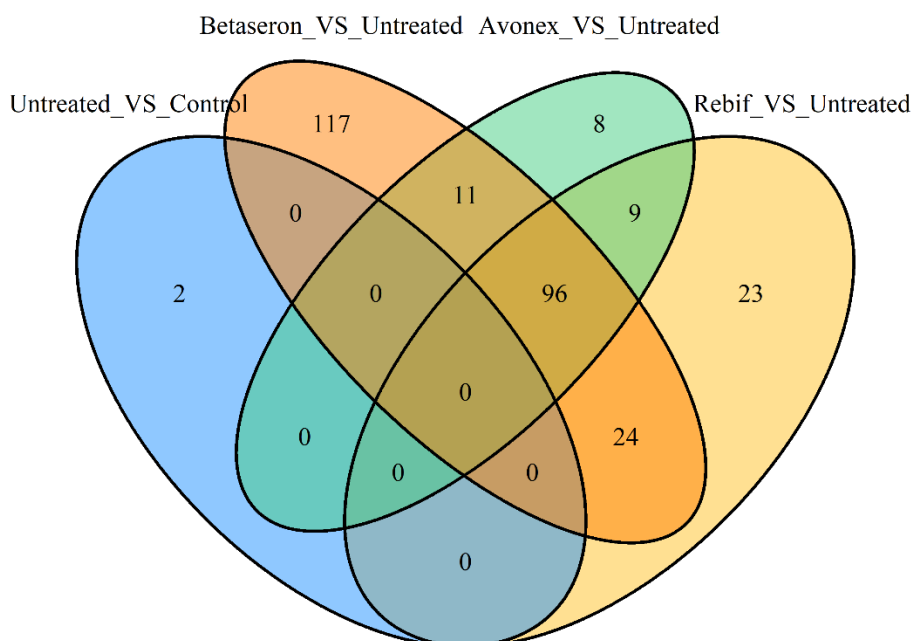 Betaseron_VS_Untreated Avonex_VS_Untreated
Untreated_VS_Control Rebif_VS_Untreated
117 8
0 11 9
2 0 96 23
0
0 24
0 0
0